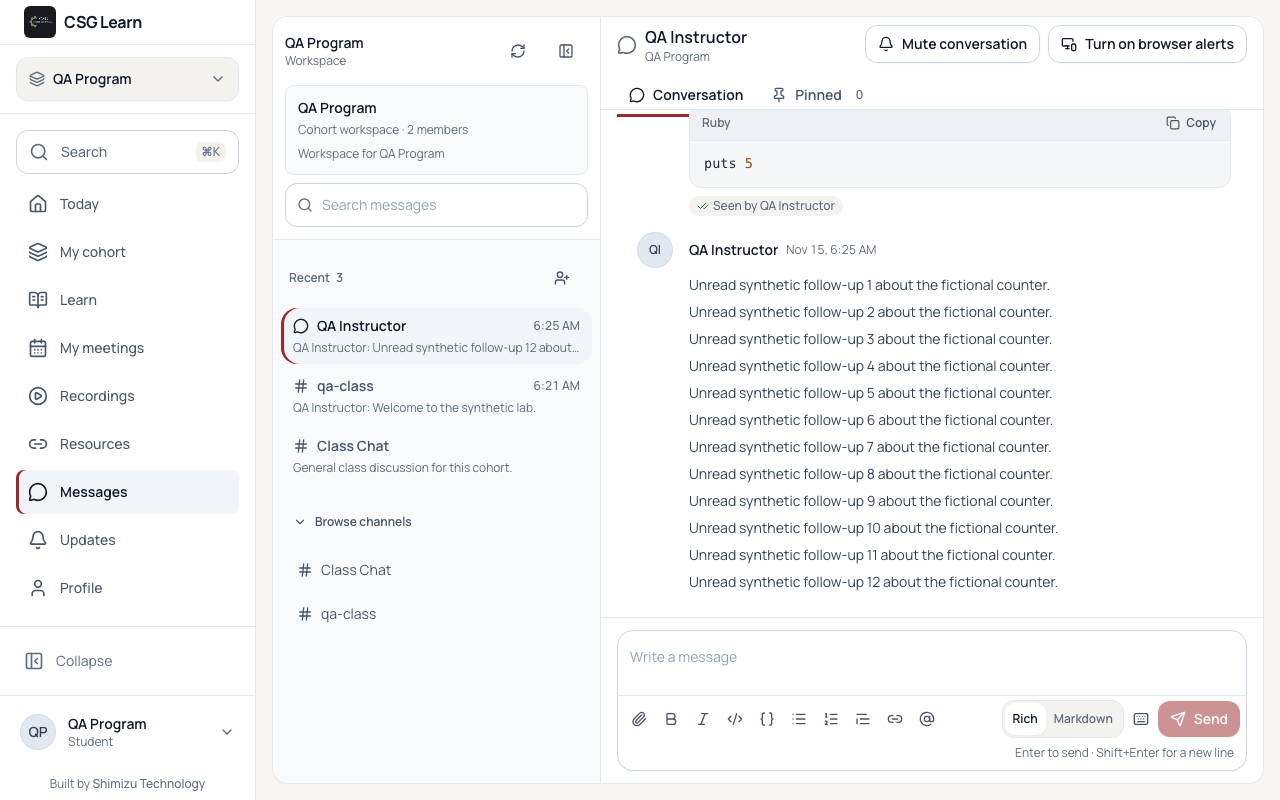 CSG Learn
QA Program
Search ⌘K
Today
My cohort
Learn
My meetings
Recordings
Resources
Messages
Updates
Profile
Collapse
QP
QA Program
Student
Built by Shimizu Technology
QA Program
Workspace
QA Program
Cohort workspace · 2 members
Workspace for QA Program
Search messages
Recent 3
QA Instructor 6:25 AM
QA Instructor: Unread synthetic follow-up 12 about…
qa-class 6:21 AM
QA Instructor: Welcome to the synthetic lab.
Class Chat
General class discussion for this cohort.
Browse channels
# Class Chat
# qa-class
QA Instructor
QA Program
Mute conversation
Turn on browser alerts
Conversation
Pinned 0
Ruby
Copy
puts 5
Seen by QA Instructor
QI
QA Instructor Nov 15, 6:25 AM
Unread synthetic follow-up 1 about the fictional counter.
Unread synthetic follow-up 2 about the fictional counter.
Unread synthetic follow-up 3 about the fictional counter.
Unread synthetic follow-up 4 about the fictional counter.
Unread synthetic follow-up 5 about the fictional counter.
Unread synthetic follow-up 6 about the fictional counter.
Unread synthetic follow-up 7 about the fictional counter.
Unread synthetic follow-up 8 about the fictional counter.
Unread synthetic follow-up 9 about the fictional counter.
Unread synthetic follow-up 10 about the fictional counter.
Unread synthetic follow-up 11 about the fictional counter.
Unread synthetic follow-up 12 about the fictional counter.
Write a message
Rich Markdown
Send
Enter to send · Shift+Enter for a new line